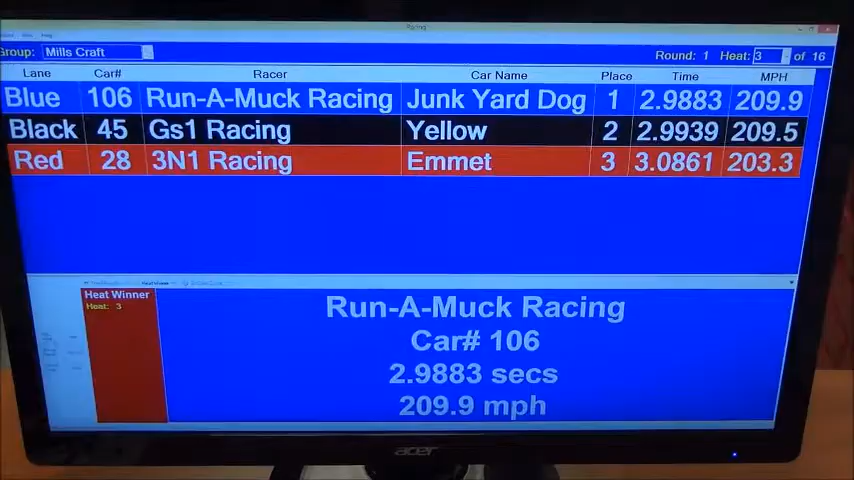 Group: Mills Craft Round: 1 Heat: 3 of 16
Lane Car# Racer Car Name Place Time MPH
Blue 106 Run-A-Muck Racing Junk Yard Dog 1 2.9883 209.9
Black 45 Gs1 Racing Yellow 2 2.9939 209.5
Red 28 3N1 Racing Emmet 3 3.0861 203.3
Heat Winner
Heat: 3
Run-A-Muck Racing
Car# 106
2.9883 secs
209.9 mph
acer